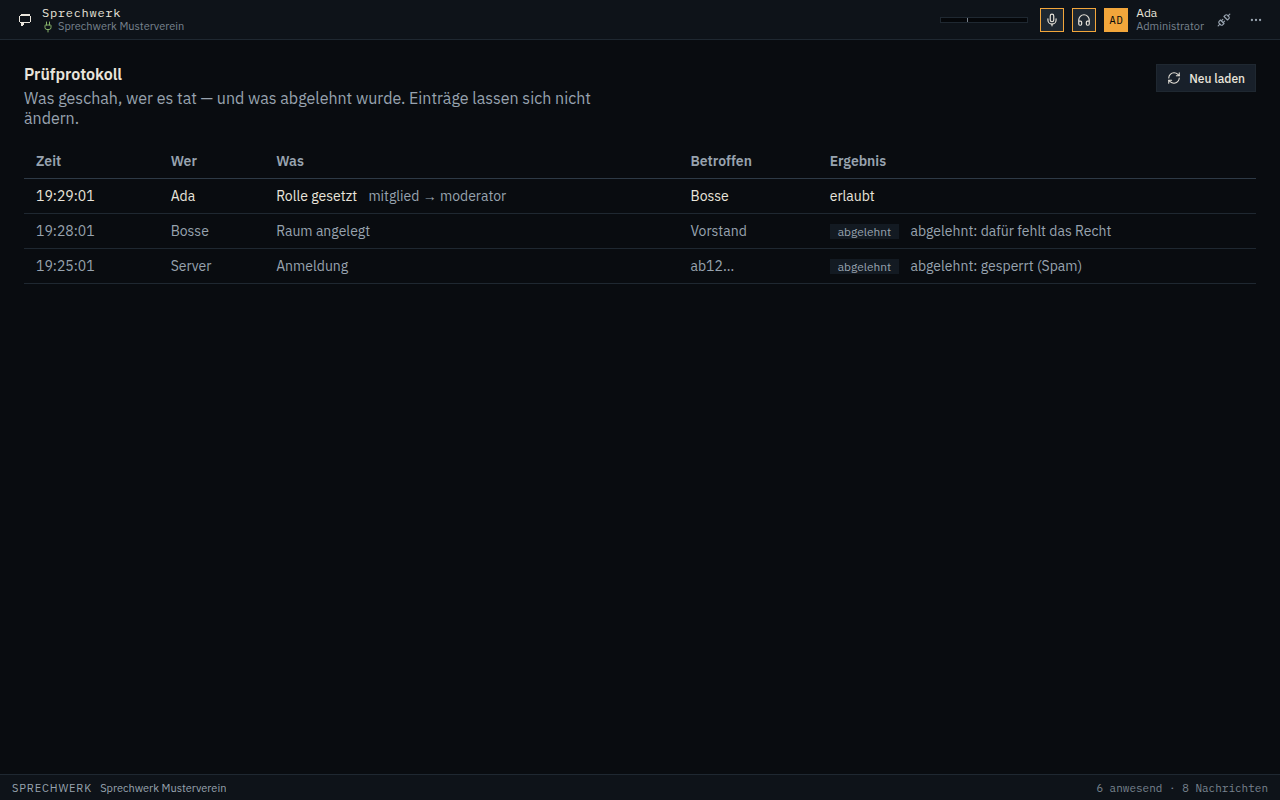 Sprechwerk
Sprechwerk Musterverein
AD
Ada
Administrator
Prüfprotokoll
Was geschah, wer es tat — und was abgelehnt wurde. Einträge lassen sich nicht
ändern.
Neu laden
Zeit Wer Was Betroffen Ergebnis
19:29:01 Ada Rolle gesetzt mitglied → moderator Bosse erlaubt
19:28:01 Bosse Raum angelegt Vorstand abgelehnt abgelehnt: dafür fehlt das Recht
19:25:01 Server Anmeldung ab12… abgelehnt abgelehnt: gesperrt (Spam)
SPRECHWERK Sprechwerk Musterverein
6 anwesend · 8 Nachrichten